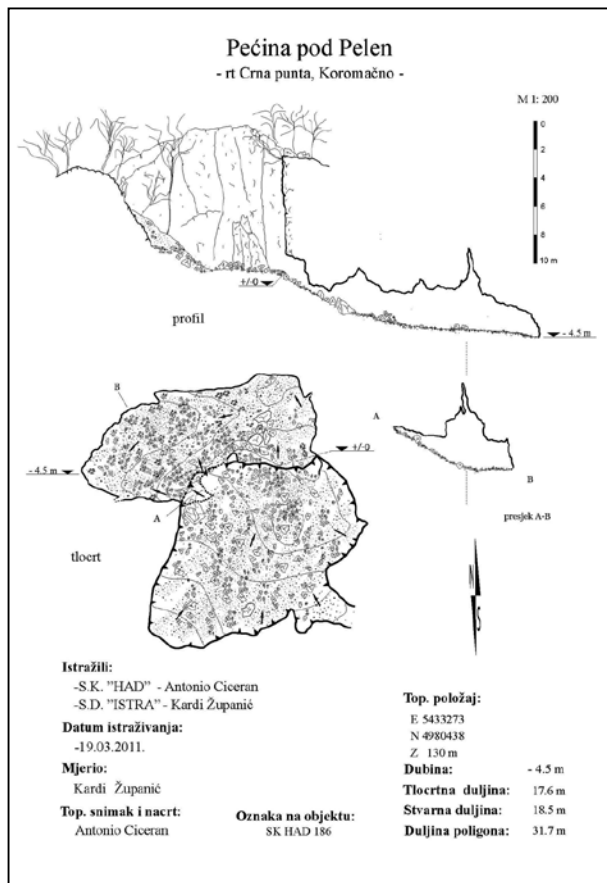 Pećina pod Pelen
- rt Crna punta, Koromačno -
M 1: 200
0
2
4
6
8
10 m
+/-0
profil
- 4.5 m
B
A
+/-0
- 4.5 m
A
B
presjek A-B
tlocrt
N
S
Istražili:
-S.K. "HAD" - Antonio Ciceran
-S.D. "ISTRA" - Kardi Županić
Datum istraživanja:
-19.03.2011.
Mjerio:
Kardi Županić
Top. snimak i nacrt:
Antonio Ciceran
Oznaka na objektu:
SK HAD 186
Top. položaj:
E 5433273
N 4980438
Z 130 m
Dubina: - 4.5 m
Tlocrtna duljina: 17.6 m
Stvarna duljina: 18.5 m
Duljina poligona: 31.7 m